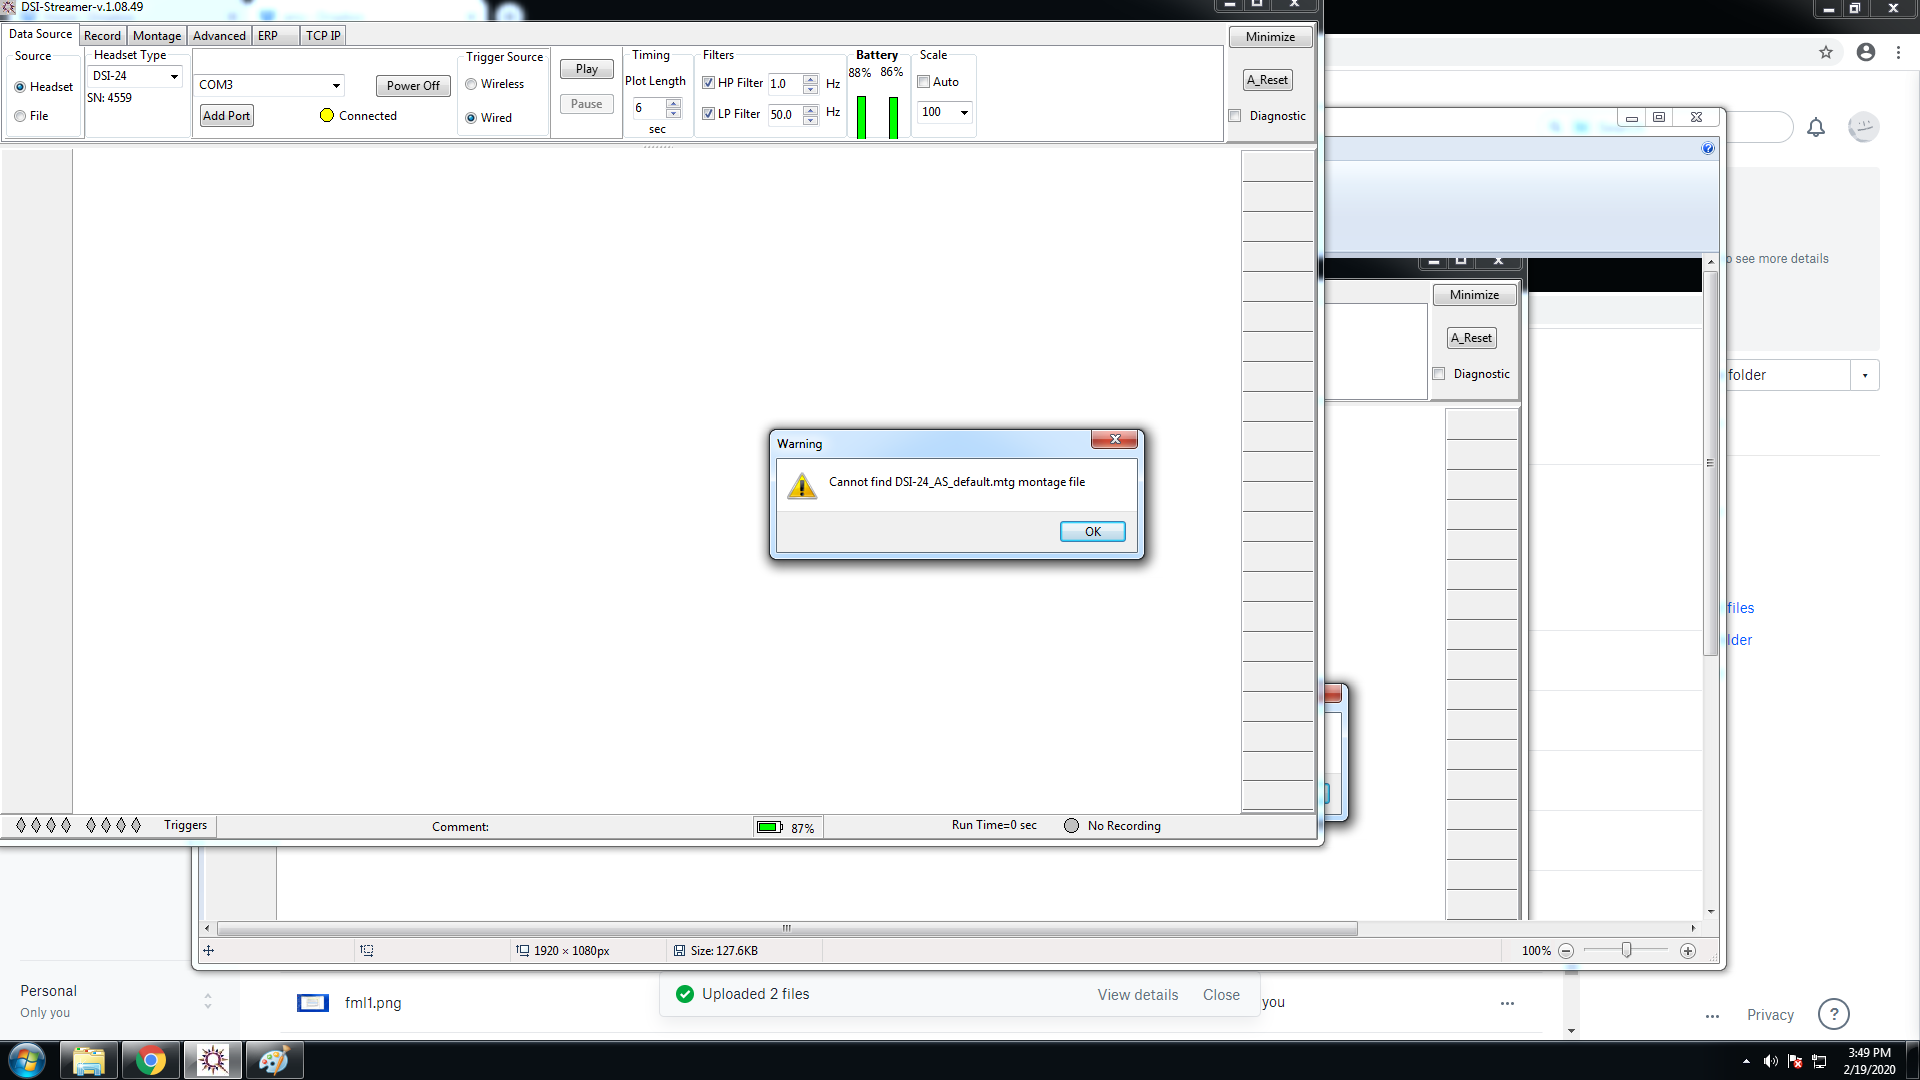 DSI-Streamer-v.1.08.49
Data Source
Record
Montage
Advanced
ERP
TCP IP
Source
Headset
File
Headset Type
DSI-24
SN: 4559
COM3
Power Off
Add Port
Connected
Trigger Source
Wireless
Wired
Play
Pause
Timing
Plot Length
6
sec
Filters
HP Filter 1.0 Hz
LP Filter 50.0 Hz
Battery
88% 86%
Scale
Auto
100
Minimize
A_Reset
Diagnostic
to see more details
Minimize
A_Reset
Diagnostic
folder
Warning
Cannot find DSI-24_AS_default.mtg montage file
OK
files
lder
Triggers
Comment:
87%
Run Time=0 sec
No Recording
1920 × 1080px
Size: 127.6KB
100%
Personal
Only you
fml1.png
Uploaded 2 files
View details
Close
you
Privacy
?
3:49 PM
2/19/2020